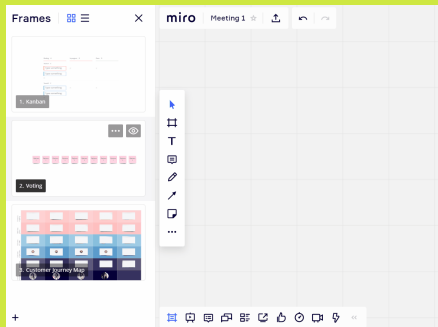 Frames
miro
Meeting 1
1. Kanban
T
2. Voting
3. Customer Journey Map